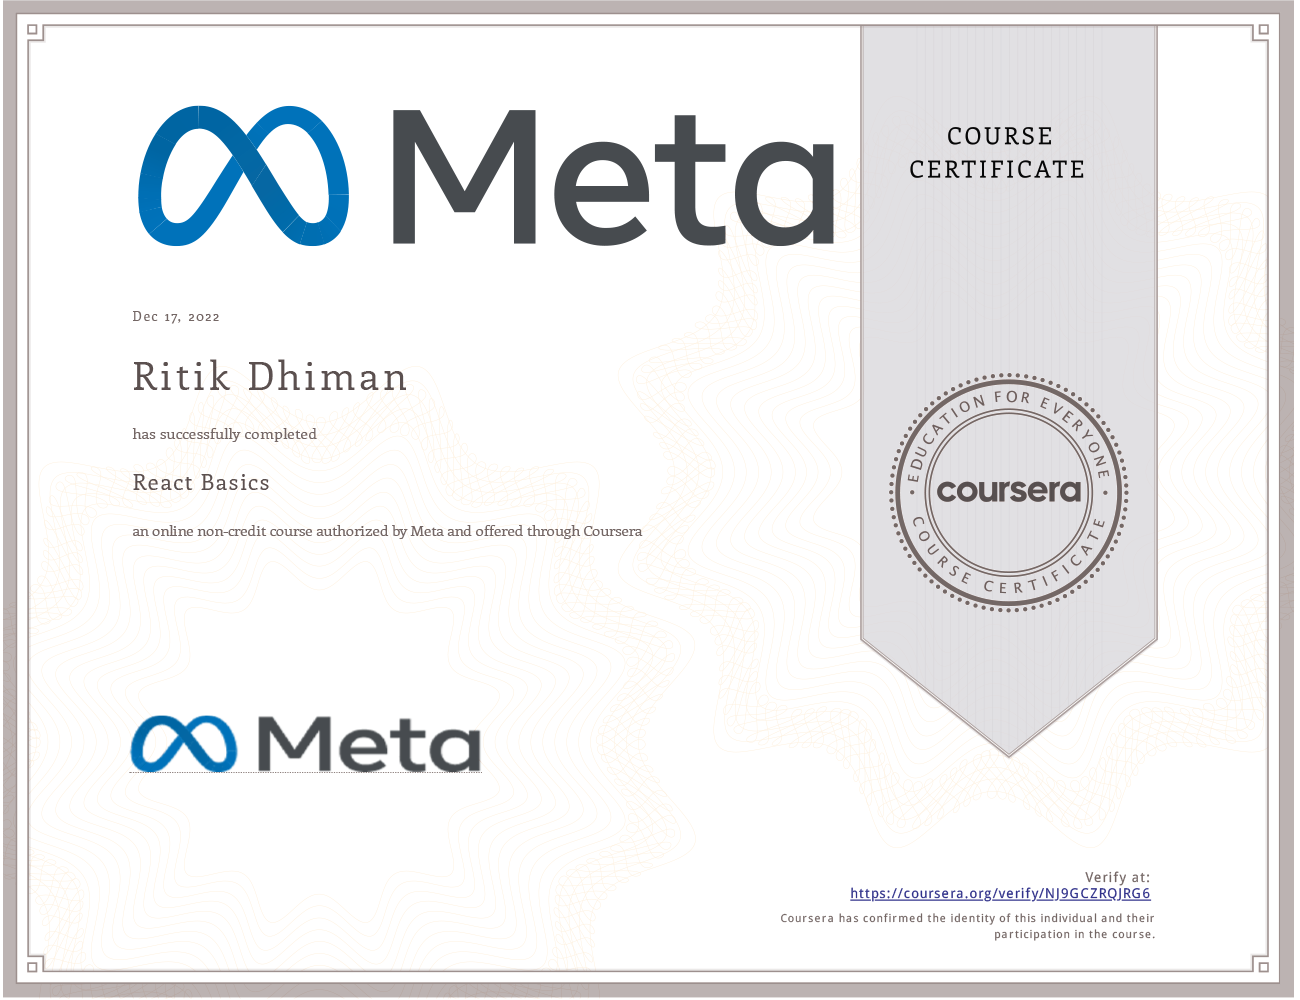 Meta
COURSE
CERTIFICATE
Dec 17, 2022
Ritik Dhiman
has successfully completed
React Basics
an online non-credit course authorized by Meta and offered through Coursera
EDUCATION FOR EVERYONE
coursera
COURSE CERTIFICATE
Meta
Verify at:
https://coursera.org/verify/NJ9GCZRQJRG6
Coursera has confirmed the identity of this individual and their
participation in the course.